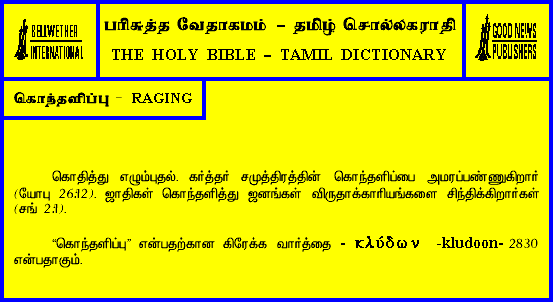 BELLWETHER
INTERNATIONAL
பரிசுத்த வேதாகமம் – தமிழ் சொல்லகராதி
THE HOLY BIBLE – TAMIL DICTIONARY
GOOD NEWS
PUBLISHERS
கொந்தளிப்பு - RAGING
கொதித்து எழும்புதல். கர்த்தர் சமுத்திரத்தின் கொந்தளிப்பை அமரப்பண்ணுகிறார்
(யோபு 26:12). ஜாதிகள் கொந்தளித்து ஜனங்கள் விருதாக்காரியங்களை சிந்திக்கிறார்கள்
(சங் 2:1).
“கொந்தளிப்பு” என்பதற்கான கிரேக்க வார்த்தை - κλύδων -kludoon- 2830
என்பதாகும்.